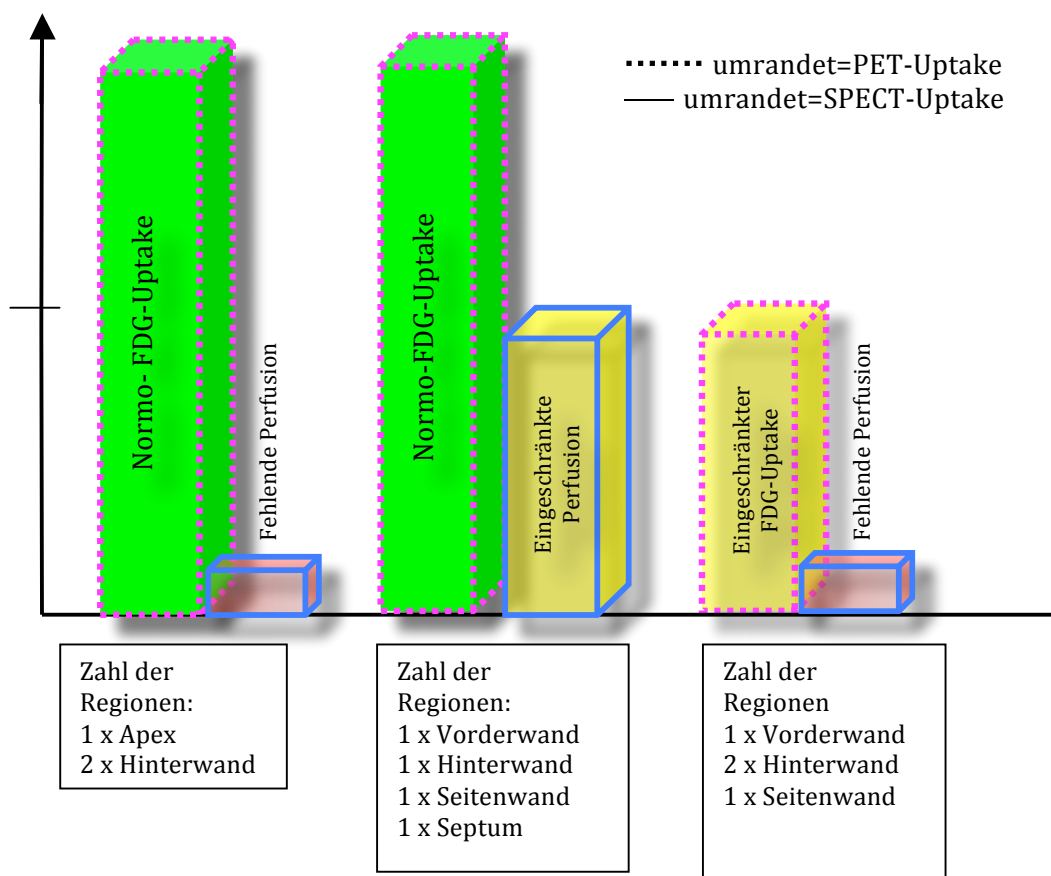 umrandet=PET-Uptake
umrandet=SPECT-Uptake
Normo- FDG-Uptake
Fehlende Perfusion
Normo-FDG-Uptake
Eingeschränkte
Perfusion
Eingeschränkter
FDG-Uptake
Fehlende Perfusion
Zahl der
Regionen:
1 x Apex
2 x Hinterwand
Zahl der
Regionen:
1 x Vorderwand
1 x Hinterwand
1 x Seitenwand
1 x Septum
Zahl der
Regionen
1 x Vorderwand
2 x Hinterwand
1 x Seitenwand